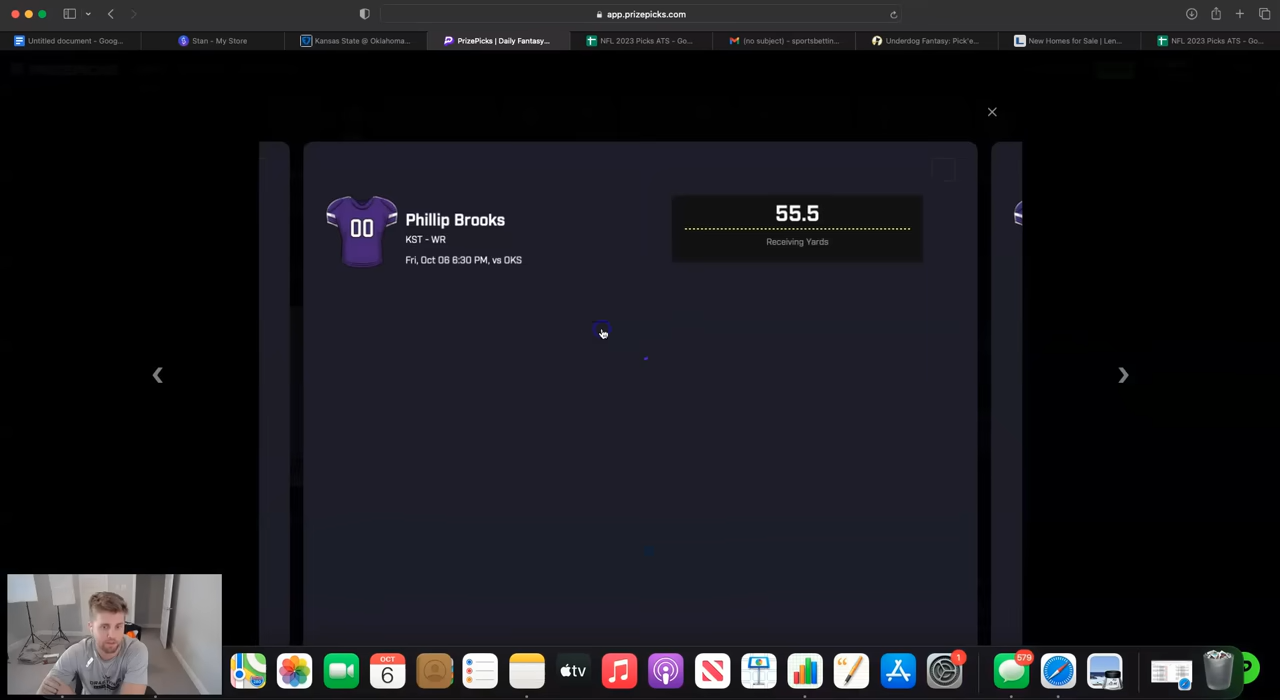 app.prizepicks.com
Untitled document - Goog...
Stan - My Store
Kansas State @ Oklahoma...
PrizePicks | Daily Fantasy...
NFL 2023 Picks ATS - Go...
(no subject) - sportsbettin...
Underdog Fantasy: Pick'e...
New Homes for Sale | Len...
NFL 2023 Picks ATS - Go...
00
Phillip Brooks
KST - WR
Fri, Oct 06 6:30 PM, vs OKS
55.5
Receiving Yards
OCT
6
tv
1
579